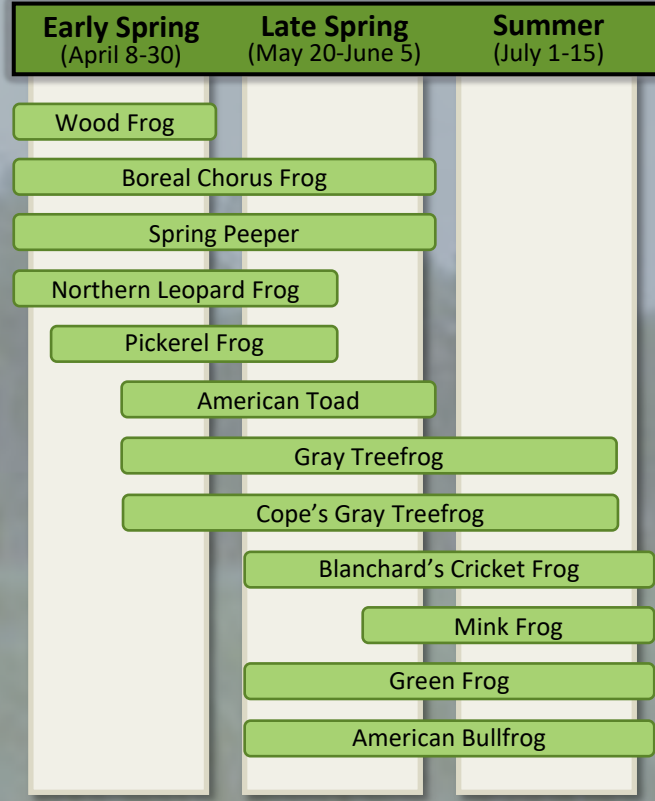 Early Spring
(April 8-30)
Late Spring
(May 20-June 5)
Summer
(July 1-15)
Wood Frog
Boreal Chorus Frog
Spring Peeper
Northern Leopard Frog
Pickerel Frog
American Toad
Gray Treefrog
Cope’s Gray Treefrog
Blanchard’s Cricket Frog
Mink Frog
Green Frog
American Bullfrog